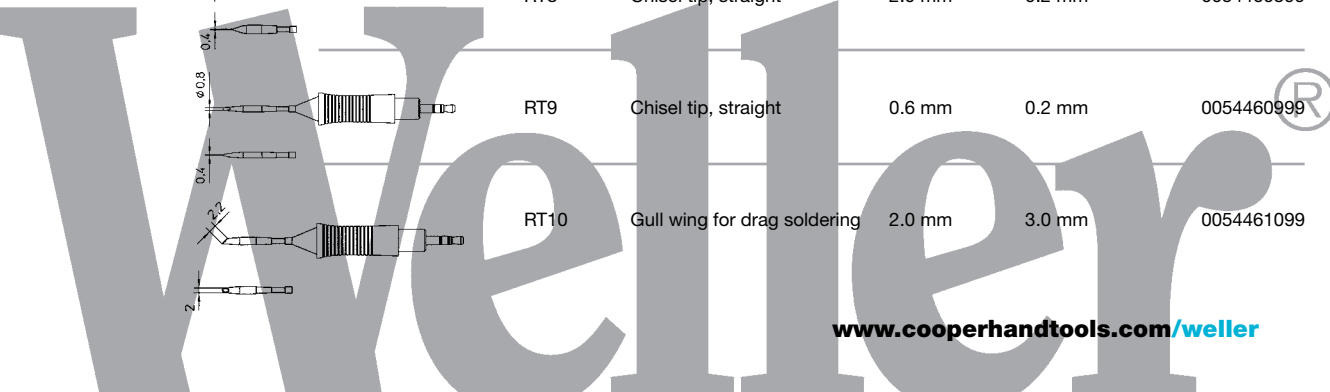 0.4
RT9 Chisel tip, straight 0.6 mm 0.2 mm 0054460999
ø 0.8
0.4
RT10 Gull wing for drag soldering 2.0 mm 3.0 mm 0054461099
2.2
2
www.cooperhandtools.com/weller
Weller®